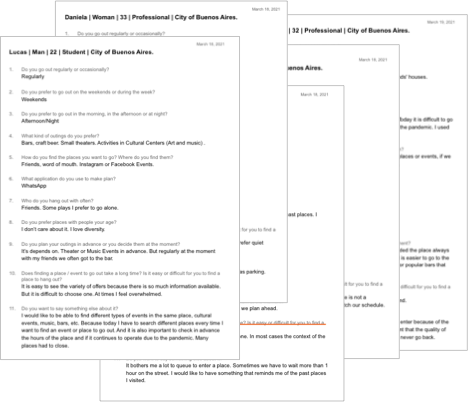 March 19, 2021
Daniela | Woman | 33 | Professional | City of Buenos Aires.
1. Do you go out regularly or occasionally?
March 19, 2021
| 32 | Professional | City of Buenos Aires.
March 19, 2021
Lucas | Man | 22 | Student | City of Buenos Aires.
1. Do you go out regularly or occasionally?
Regularly
2. Do you prefer to go out on the weekends or during the week?
Weekends
3. Do you prefer to go out in the morning, in the afternoon or at night?
Afternoon/Night
4. What kind of outings do you prefer?
Bars, craft beer. Small theaters. Activities in Cultural Centers (Art and music) .
5. How do you find the places you want to go? Where do you find them?
Friends, word of mouth. Instagram or Facebook Events.
6. What application do you use to make plan?
WhatsApp
7. Who do you hang out with often?
Friends. Some plays I prefer to go alone.
8. Do you prefer places with people your age?
I don't care about it. I love diversity.
9. Do you plan your outings in advance or you decide them at the moment?
It's depends on. Theater or Music Events in advance. But regularly at the moment
with my friends we often got to the bar.
10. Does finding a place / event to go out take a long time? Is it easy or difficult for you to find a
place to hang out?
It is easy to see the variety of offers because there is so much information available.
But it is difficult to choose one. At times I feel overwhelmed.
11. Do you want to say something else about it?
I would like to be able to find different types of events in the same place, cultural
events, music, bars, etc. Because today I have to search different places every time I
want to find an event or place to go out. And it is also important to check in advance
the hours of the place and if it continues to operate due to the pandemic. Many
places had to close.
March 19, 2021
enos Aires.
March 19, 2021
ds' houses.
today it is difficult to go
the pandemic. I used
places or events, if we
ast places. I
for you to find a
refer quiet
as parking.
ted the place always
is easier to go to the
or popular bars that
for you to find a
e is not a
tch our schedule.
we plan ahead.
? Is it easy or difficult for you to find a
one. In most cases the context of the
enter because of the
nt that the quality of
never go back.
It bothers me a lot to queue to enter a place. Sometimes we have to wait more than 1
hour on the street. I would like to have something that reminds me of the past places
I visited.